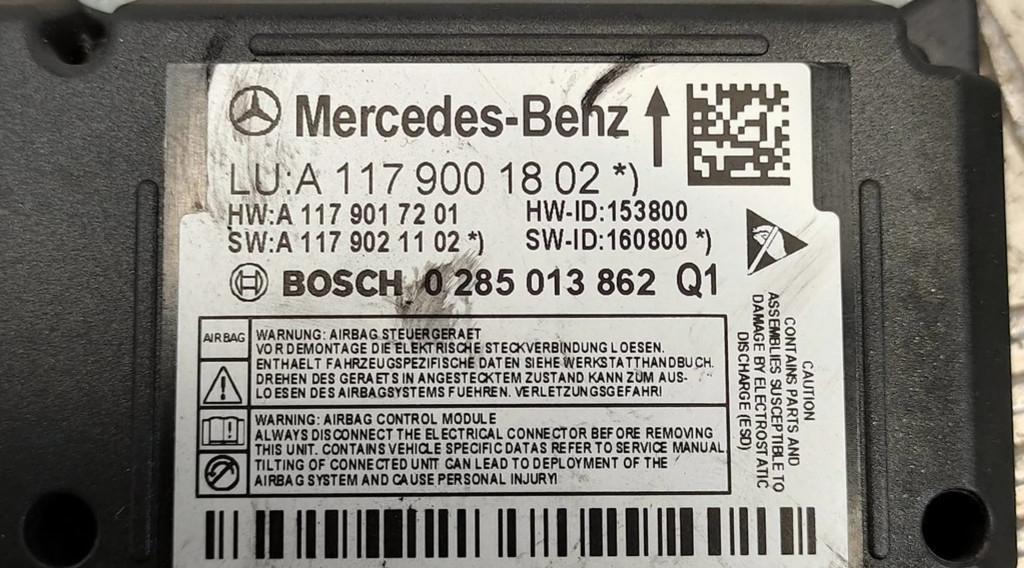 Mercedes-Benz
LU:A 117 900 18 02 *)
HW:A 117 901 72 01 HW-ID:153800
SW:A 117 902 11 02 *) SW-ID:160800 *)
BOSCH 0 285 013 862 Q1
AIRBAG
WARNUNG: AIRBAG STEUERGERAET
VOR DEMONTAGE DIE ELEKTRISCHE STECKVERBINDUNG LOESEN.
ENTHAELT FAHRZEUGSPEZIFISCHE DATEN SIEHE WERKSTATTHANDBUCH.
DREHEN DES GERAETS IN ANGESTECKTEM ZUSTAND KANN ZUM AUS-
LOESEN DES AIRBAGSYSTEMS FUEHREN. VERLETZUNGSGEFAHR!
WARNING: AIRBAG CONTROL MODULE
ALWAYS DISCONNECT THE ELECTRICAL CONNECTOR BEFORE REMOVING
THIS UNIT. CONTAINS VEHICLE SPECIFIC DATAS REFER TO SERVICE MANUAL.
TILTING OF CONNECTED UNIT CAN LEAD TO DEPLOYMENT OF THE
AIRBAG SYSTEM AND CAUSE PERSONAL INJURY!
CAUTION
CONTAINS PARTS AND
ASSEMBLIES SUSCEPTIBLE TO
DAMAGE BY ELECTROSTATIC
DISCHARGE (ESD)